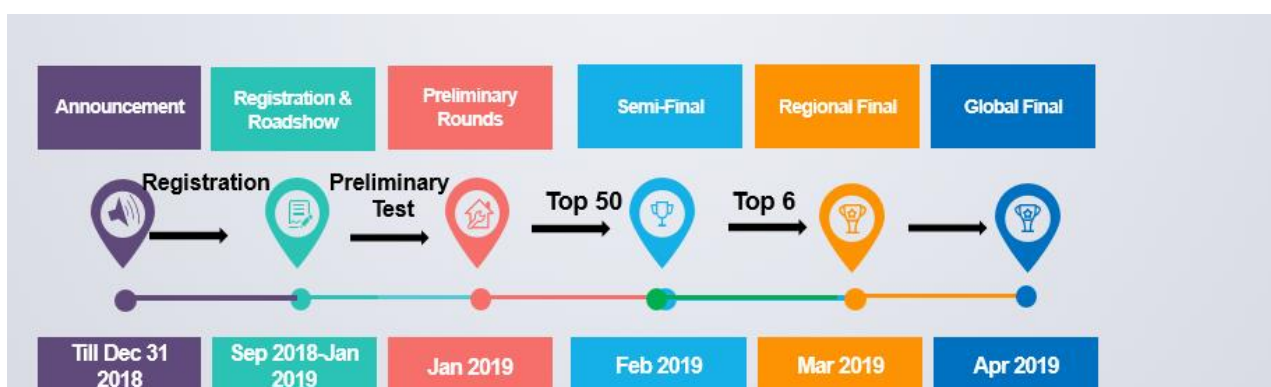 Announcement
Registration &
Roadshow
Preliminary
Rounds
Semi-Final
Regional Final
Global Final
Registration
Preliminary
Test
Top 50
Top 6
Till Dec 31
2018
Sep 2018-Jan
2019
Jan 2019
Feb 2019
Mar 2019
Apr 2019